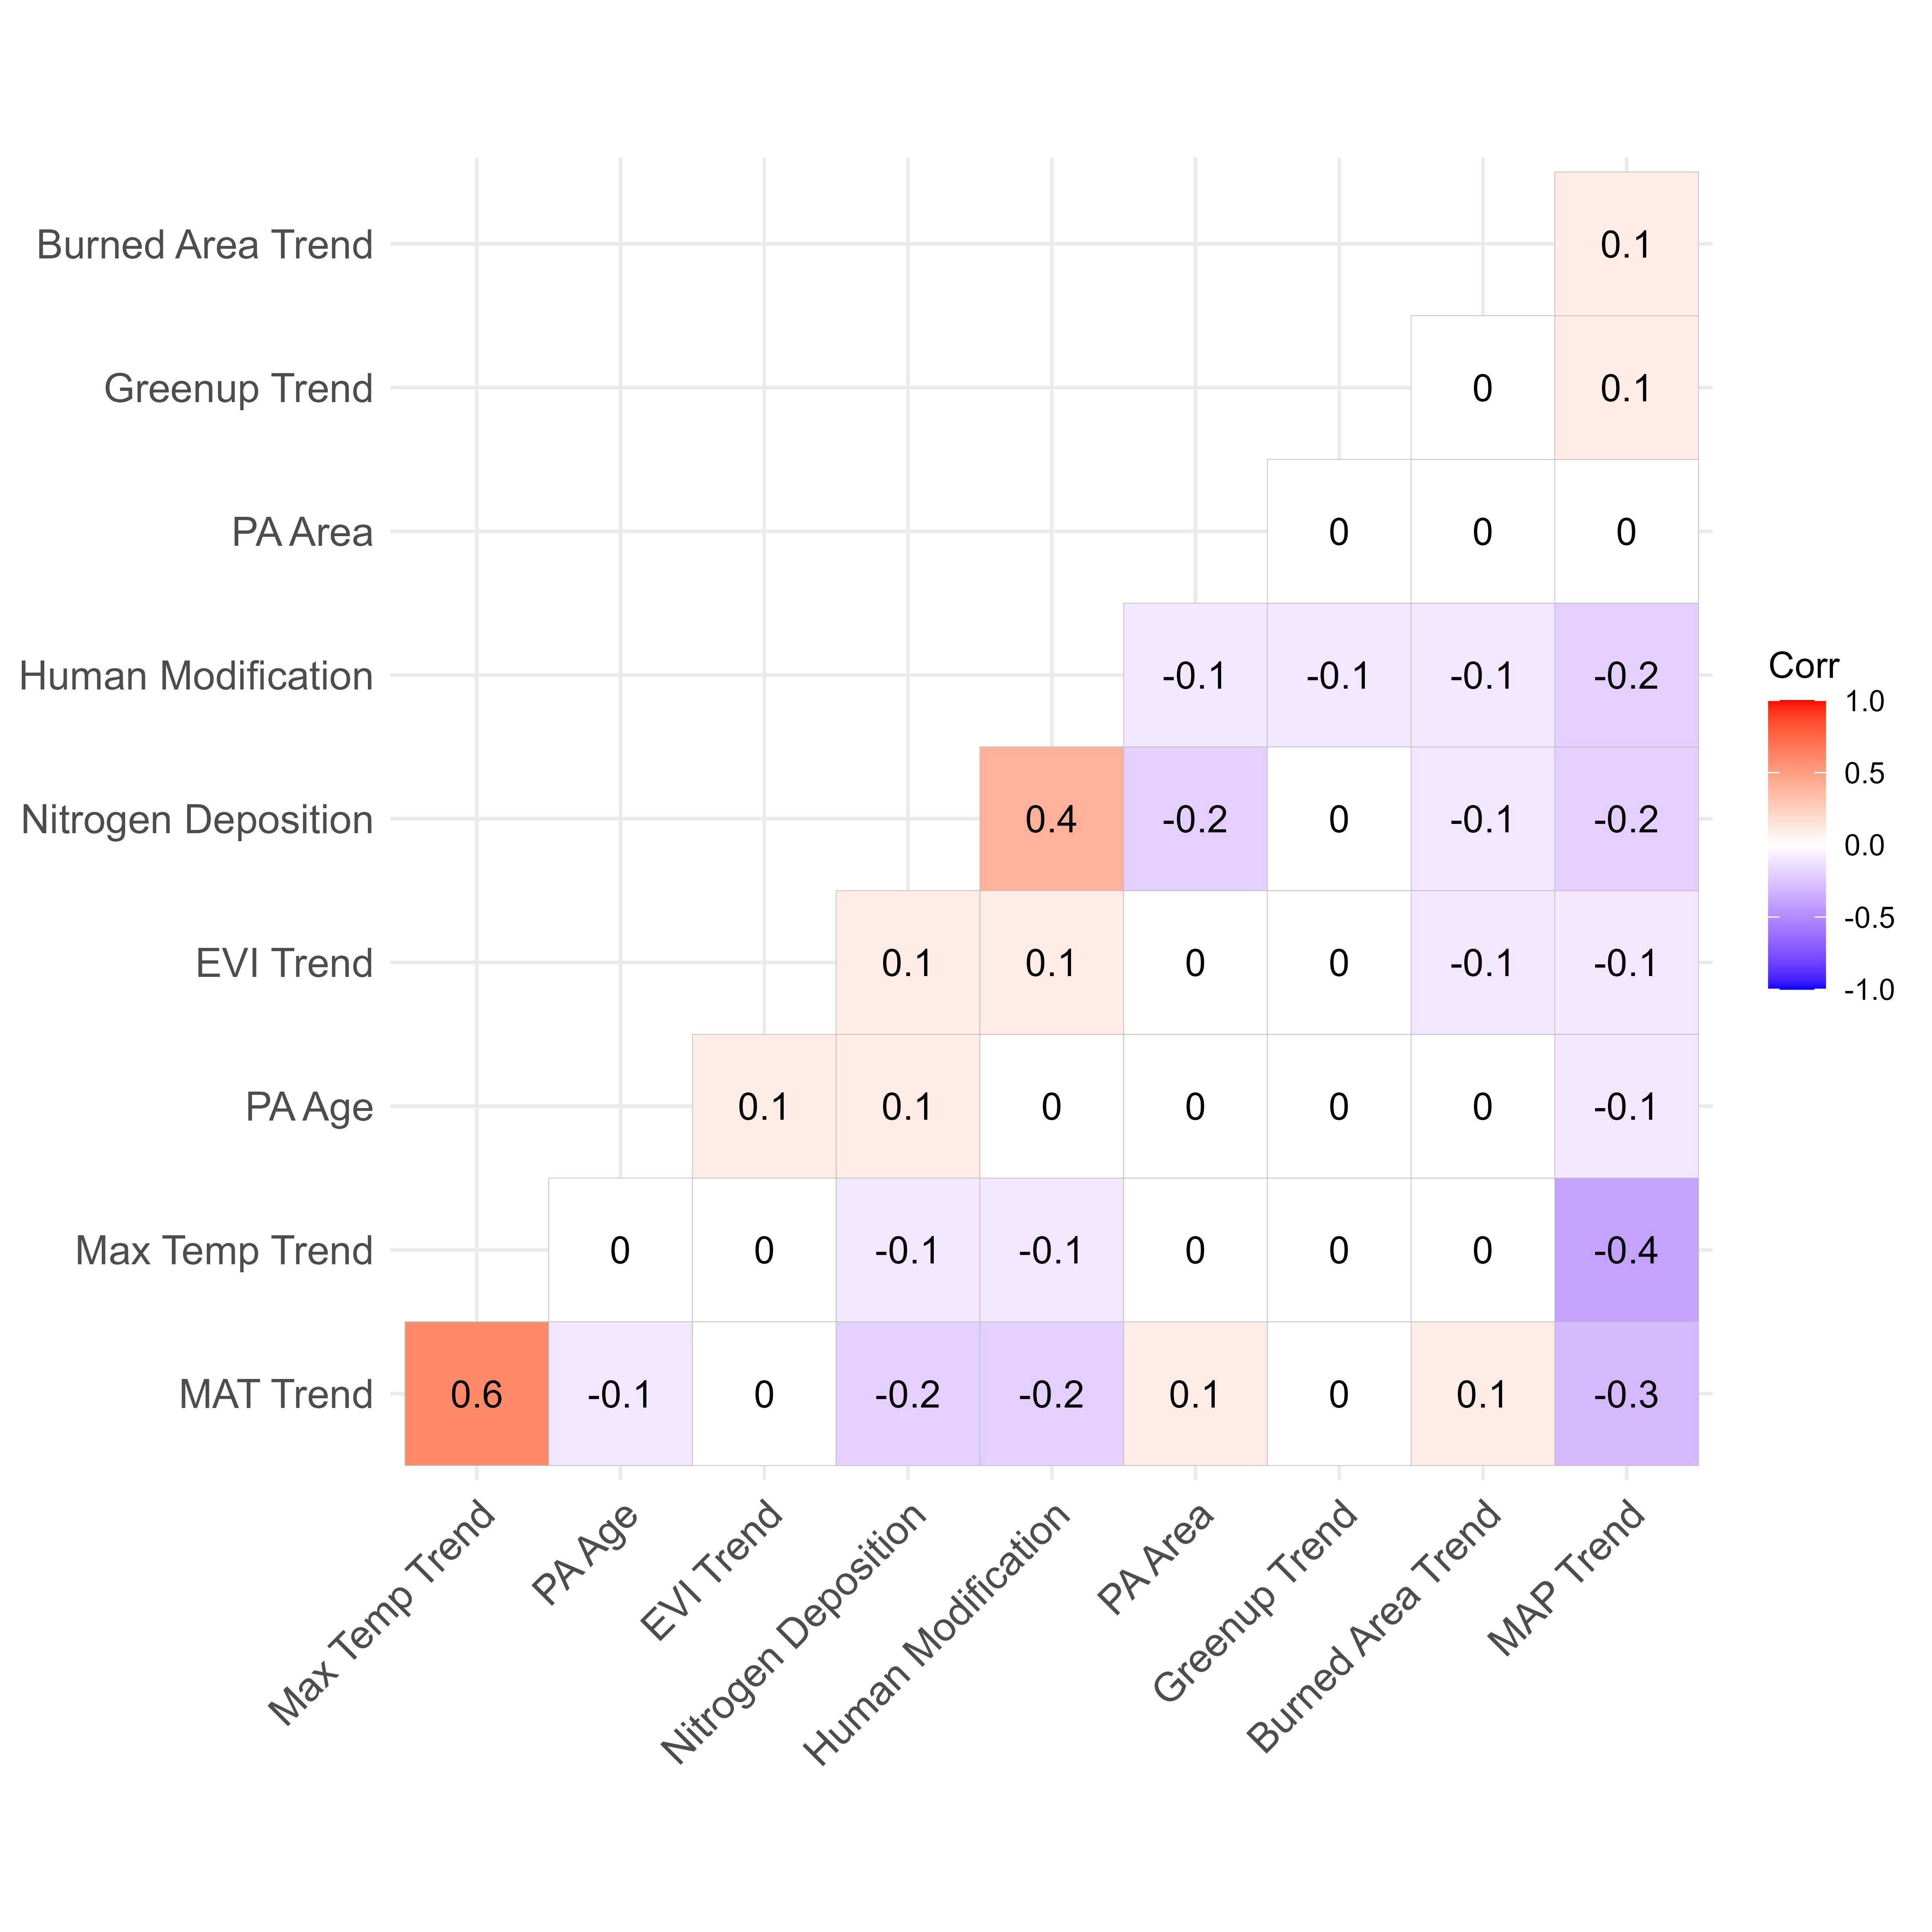 Burned Area Trend 0.1
Greenup Trend 0 0.1
PA Area 0 0 0
Human Modification -0.1 -0.1 -0.1 -0.2
Nitrogen Deposition 0.4 -0.2 0 -0.1 -0.2
EVI Trend 0.1 0.1 0 0 -0.1 -0.1
PA Age 0.1 0.1 0 0 0 0 -0.1
Max Temp Trend 0 0 -0.1 -0.1 0 0 0 -0.4
MAT Trend 0.6 -0.1 0 -0.2 -0.2 0.1 0 0.1 -0.3
Max Temp Trend
PA Age
EVI Trend
Nitrogen Deposition
Human Modification
PA Area
Greenup Trend
Burned Area Trend
MAP Trend
Corr
1.0
0.5
0.0
-0.5
-1.0